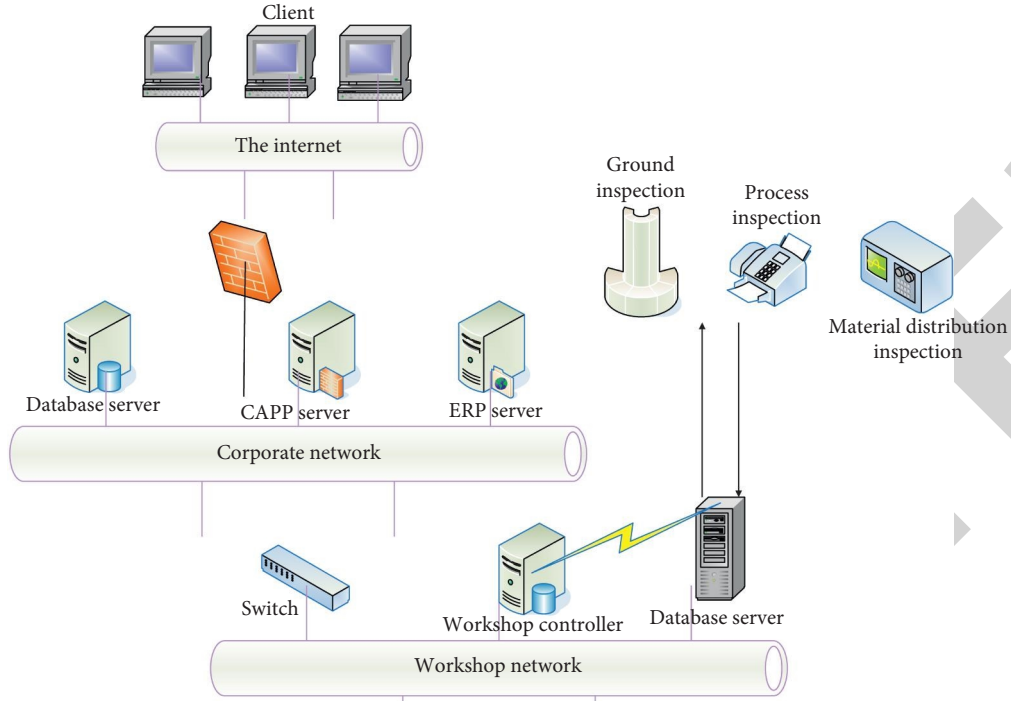 Client
The internet
Ground
inspection
Process
inspection
Material distribution
inspection
Database server
CAPP server
ERP server
Corporate network
Switch
Workshop controller
Database server
Workshop network